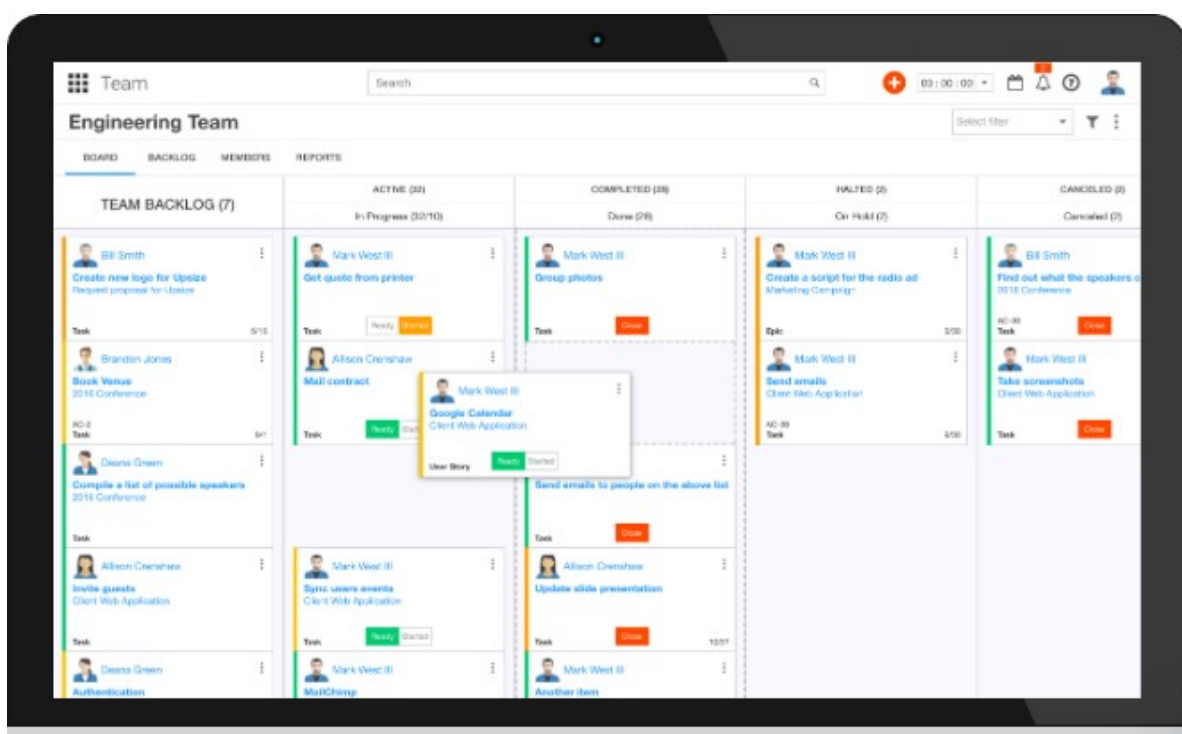 Team
Search
00 : 00 : 00
Engineering Team
Select filter
BOARD BACKLOG MEMBERS REPORTS
TEAM BACKLOG (7)
ACTIVE (32)
In Progress (32/10)
COMPLETED (28)
Done (28)
HALTED (2)
On Hold (2)
CANCELED (2)
Canceled (2)
Bill Smith
Create new logo for Upsize
Request proposal for Upsize
Task
Brandon Jones
Book Venue
2016 Conference
AC-2
Task
Deana Green
Compile a list of possible speakers
2016 Conference
Task
Allison Crenshaw
Invite guests
Client Web Application
Task
Deana Green
Authentication
Mark West III
Get quote from printer
Task
Ready Started
Allison Crenshaw
Mail contract
Task
Ready
Mark West III
Google Calendar
Client Web Application
User Story
Ready Started
Mark West III
Sync users events
Client Web Application
Task
Ready Started
Mark West III
MailChimp
Mark West III
Group photos
Task
Close
Send emails to people on the above list
Task
Close
Allison Crenshaw
Update slide presentation
Task
Close
Mark West III
Another item
Mark West III
Create a script for the radio ad
Marketing Campaign
Epic
Mark West III
Send emails
Client Web Application
Task
Bill Smith
Find out what the speakers
2016 Conference
Task
Close
Mark West III
Take screenshots
Client Web Application
Task
Close